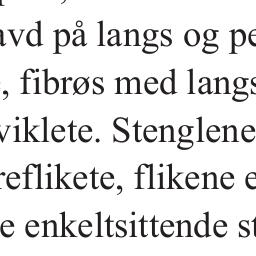 avd på langs og pe
, fibrøs med langs
viklete. Stenglene
reflikete, flikene e
e enkeltsittende st